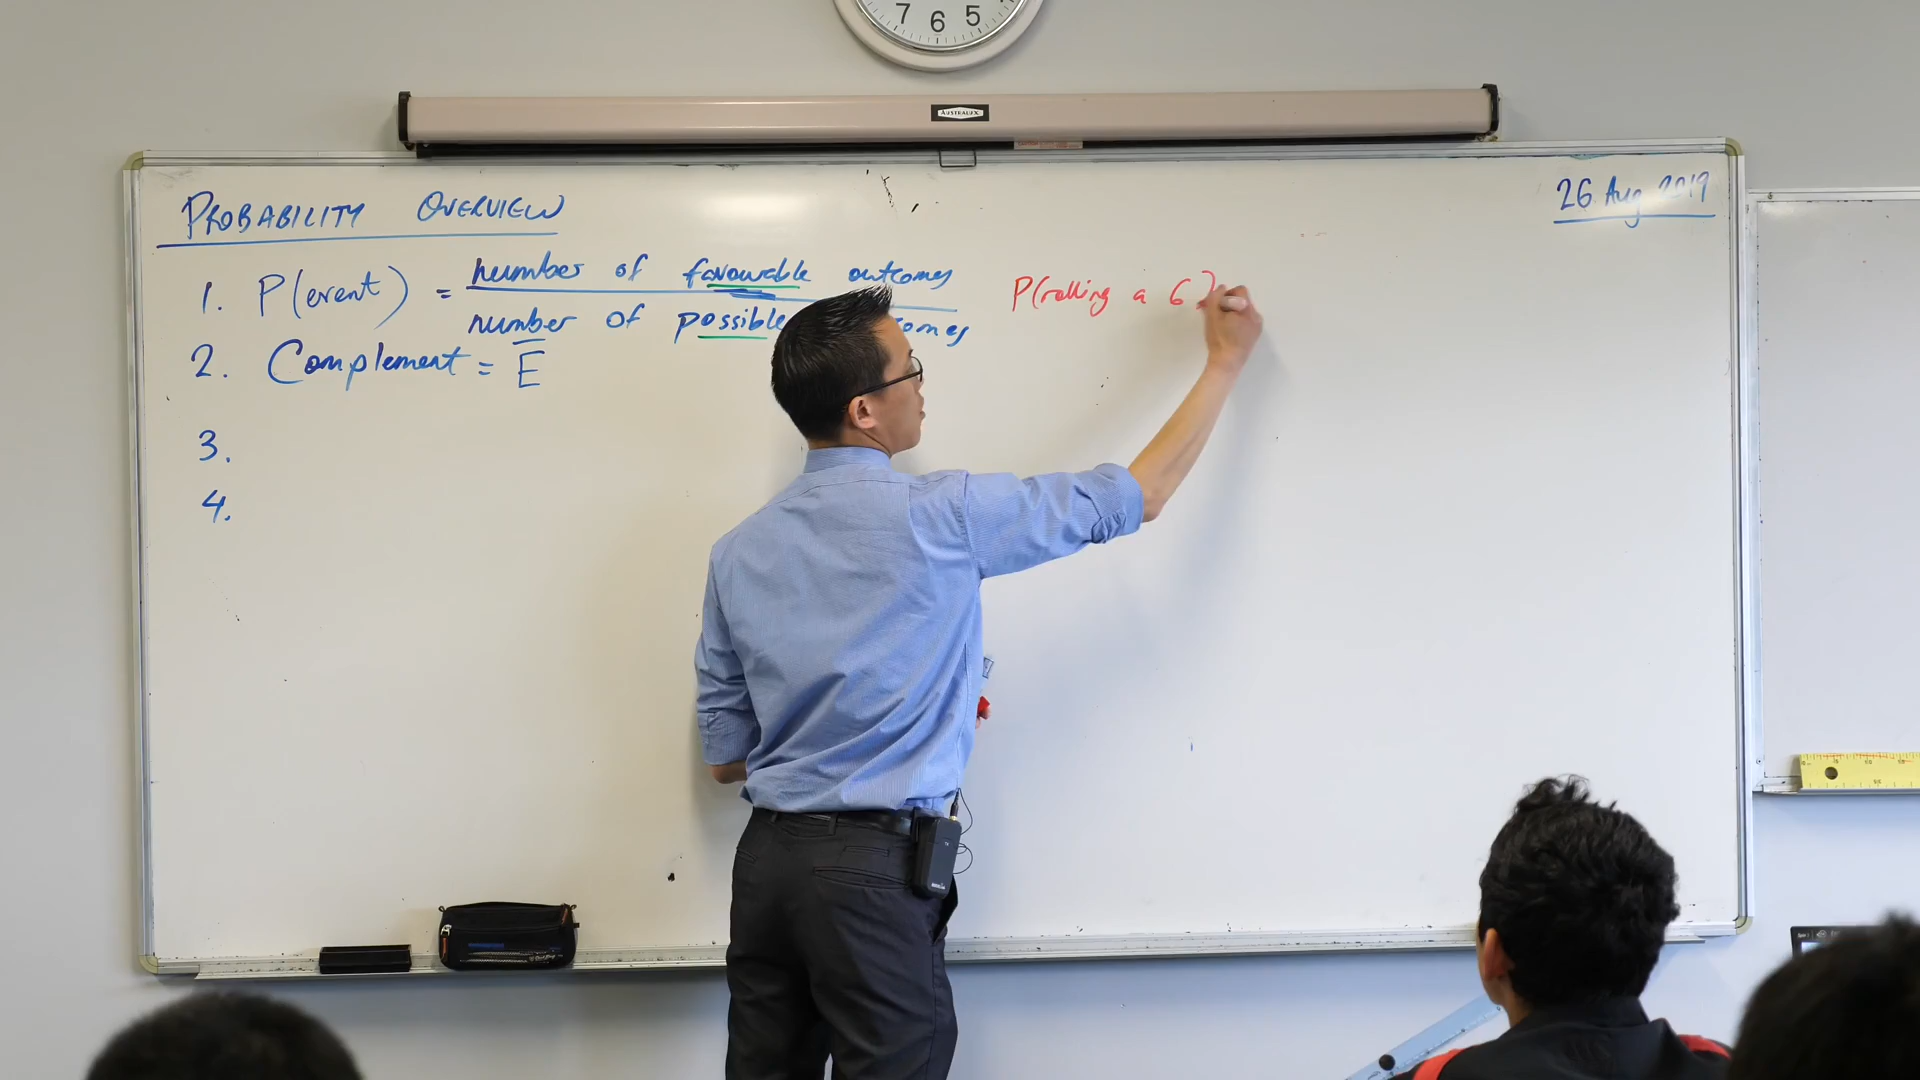 7 6 5
AUSTRALFX
PROBABILITY OVERVIEW
26 Aug 2019
1. P(event) = number of favourable outcomes
number of possible
P(rolling a 6)
2. Complement = E̅
3.
4.